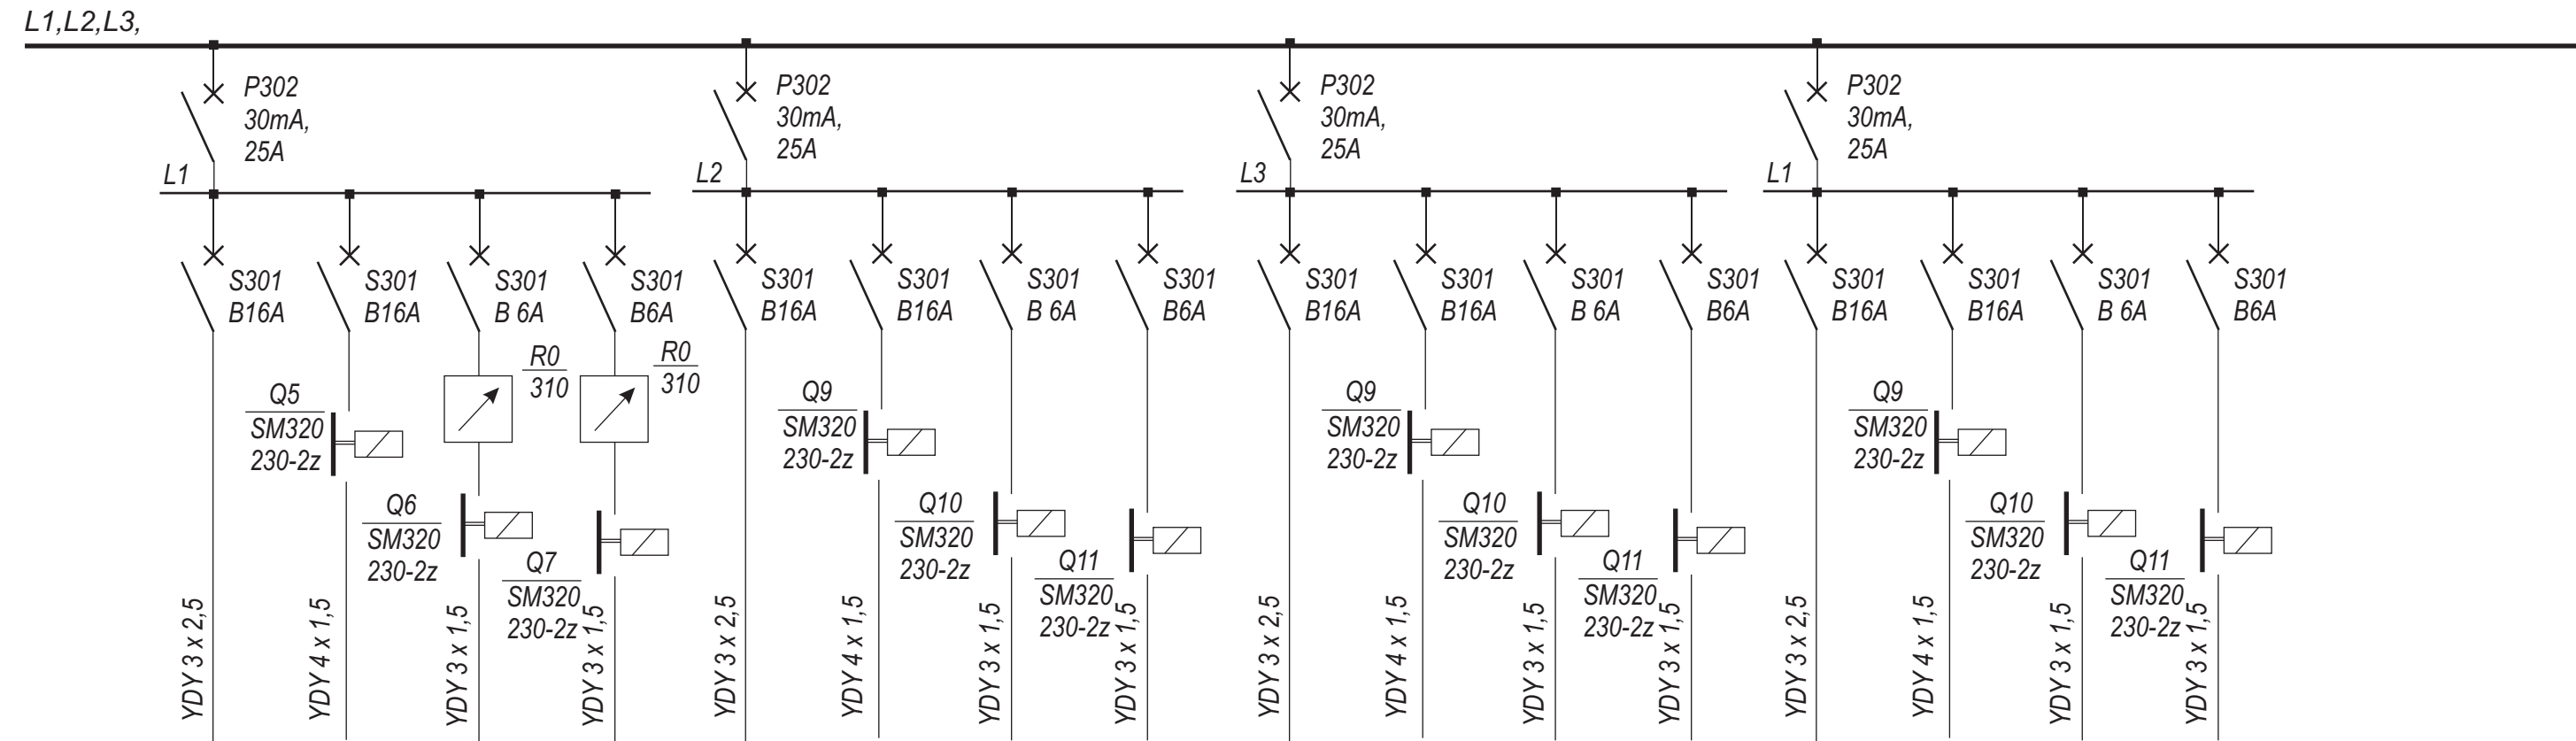 L1,L2,L3,
P302
30mA,
25A
P302
30mA,
25A
P302
30mA,
25A
P302
30mA,
25A
L1
L2
L3
L1
S301
B16A
S301
B16A
S301
B 6A
S301
B6A
S301
B16A
S301
B16A
S301
B 6A
S301
B6A
S301
B16A
S301
B16A
S301
B 6A
S301
B6A
S301
B16A
S301
B16A
S301
B 6A
S301
B6A
R0
310
R0
310
Q5
SM320
230-2z
Q6
SM320
230-2z
Q7
SM320
230-2z
Q9
SM320
230-2z
Q10
SM320
230-2z
Q11
SM320
230-2z
Q9
SM320
230-2z
Q10
SM320
230-2z
Q11
SM320
230-2z
Q9
SM320
230-2z
Q10
SM320
230-2z
Q11
SM320
230-2z
YDY 3 x 2,5
YDY 4 x 1,5
YDY 3 x 1,5
YDY 3 x 1,5
YDY 3 x 2,5
YDY 4 x 1,5
YDY 3 x 1,5
YDY 3 x 1,5
YDY 3 x 2,5
YDY 4 x 1,5
YDY 3 x 1,5
YDY 3 x 1,5
YDY 3 x 2,5
YDY 4 x 1,5
YDY 3 x 1,5
YDY 3 x 1,5